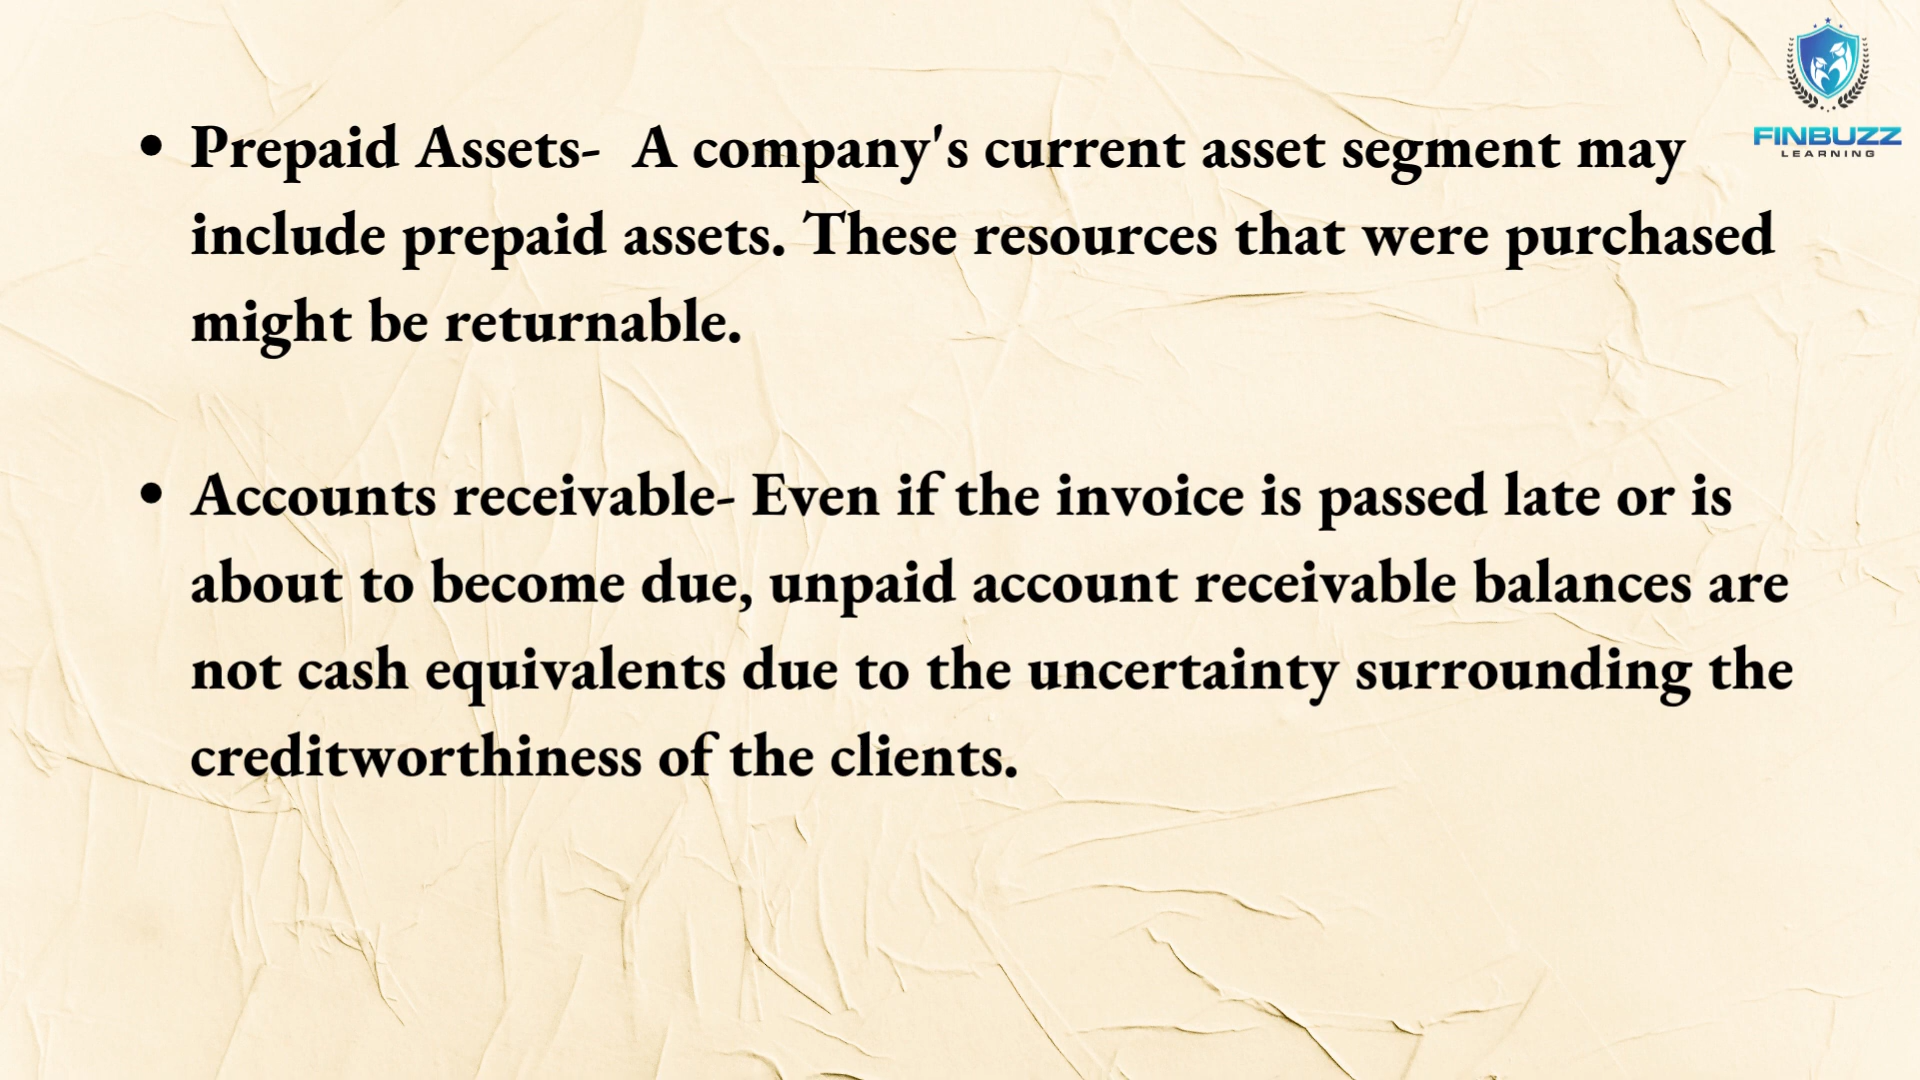 FINBUZZ
LEARNING
• Prepaid Assets-  A company's current asset segment may
include prepaid assets. These resources that were purchased
might be returnable.
• Accounts receivable- Even if the invoice is passed late or is
about to become due, unpaid account receivable balances are
not cash equivalents due to the uncertainty surrounding the
creditworthiness of the clients.